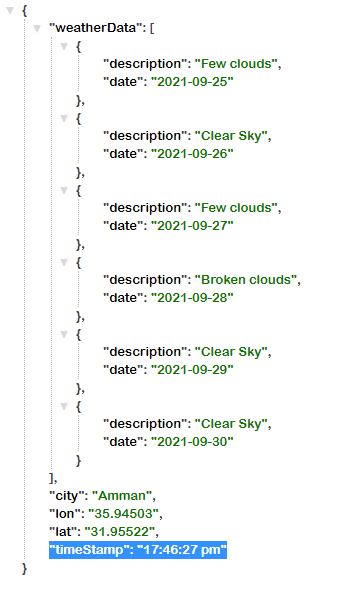 {
"weatherData": [
{
"description": "Few clouds",
"date": "2021-09-25"
},
{
"description": "Clear Sky",
"date": "2021-09-26"
},
{
"description": "Few clouds",
"date": "2021-09-27"
},
{
"description": "Broken clouds",
"date": "2021-09-28"
},
{
"description": "Clear Sky",
"date": "2021-09-29"
},
{
"description": "Clear Sky",
"date": "2021-09-30"
}
],
"city": "Amman",
"lon": "35.94503",
"lat": "31.95522",
"timeStamp": "17:46:27 pm"
}